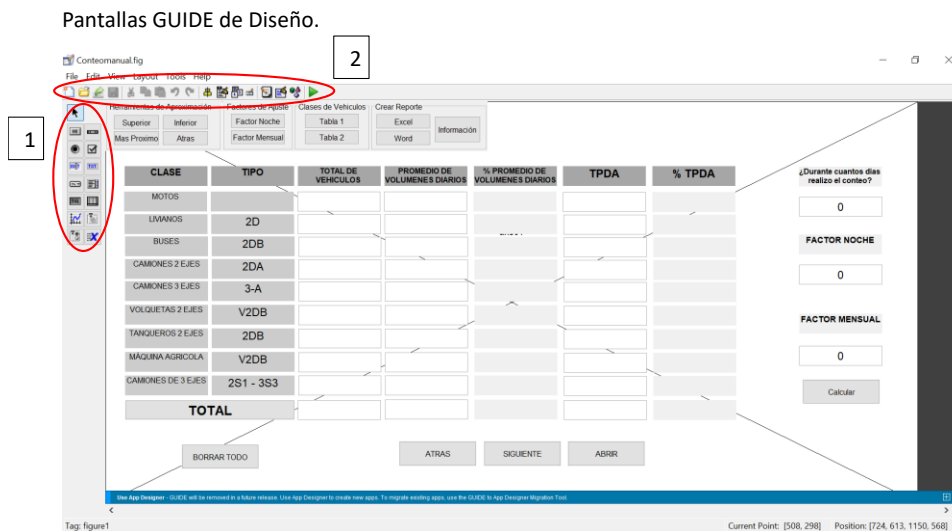 Pantallas GUIDE de Diseño.
2
Conteomanual.fig
File Edit View Layout Tools Help
1
Herramientas de Aproximación Factores de Ajuste Clases de Vehiculos Crear Reporte
Superior Inferior Factor Noche Tabla 1 Excel Información
Mas Proximo Atras Factor Mensual Tabla 2 Word
CLASE TIPO TOTAL DE VEHICULOS PROMEDIO DE VOLUMENES DIARIOS % PROMEDIO DE VOLUMENES DIARIOS TPDA % TPDA
¿Durante cuantos dias
realizo el conteo?
MOTOS
0
LIVIANOS 2D
BUSES 2DB
FACTOR NOCHE
CAMIONES 2 EJES 2DA
0
CAMIONES 3 EJES 3-A
VOLQUETAS 2 EJES V2DB
FACTOR MENSUAL
TANQUEROS 2 EJES 2DB
MÁQUINA AGRICOLA V2DB
0
CAMIONES DE 3 EJES 2S1 - 3S3
Calcular
TOTAL
BORRAR TODO ATRAS SIGUIENTE ABRIR
Use App Designer - GUIDE will be removed in a future release. Use App Designer to create new apps. To migrate existing apps, use the GUIDE to App Designer Migration Tool.
Tag: figure1 Current Point: [508, 298] Position: [724, 613, 1150, 568]